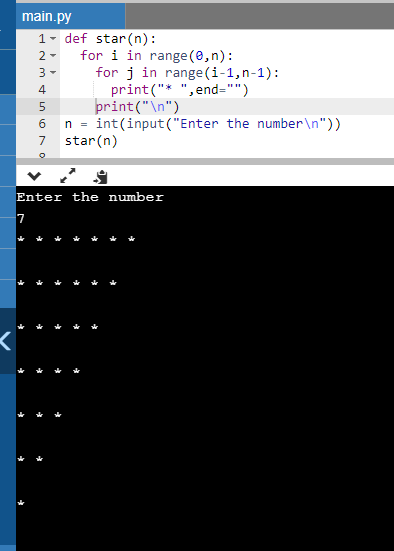 main.py
1 def star(n):
2 for i in range(0,n):
3 for j in range(i-1,n-1):
4 print("* ",end="")
5 print("\n")
6 n = int(input("Enter the number\n"))
7 star(n)
8
Enter the number
7
* * * * * * *
* * * * * *
* * * * *
* * * *
* * *
* *
*